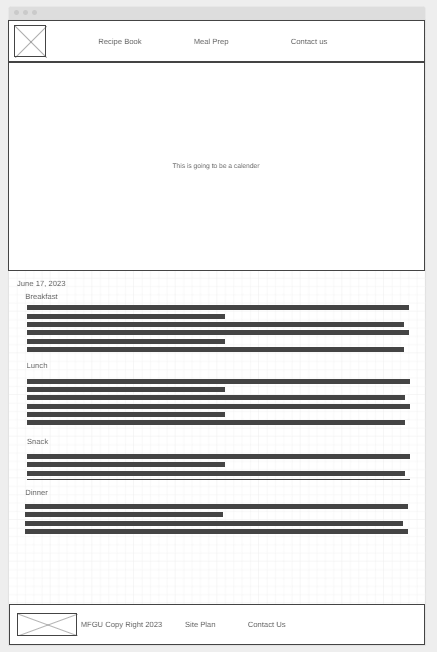 Recipe Book Meal Prep Contact us
This is going to be a calender
June 17, 2023
Breakfast
Lunch
Snack
Dinner
MFGU Copy Right 2023 Site Plan Contact Us